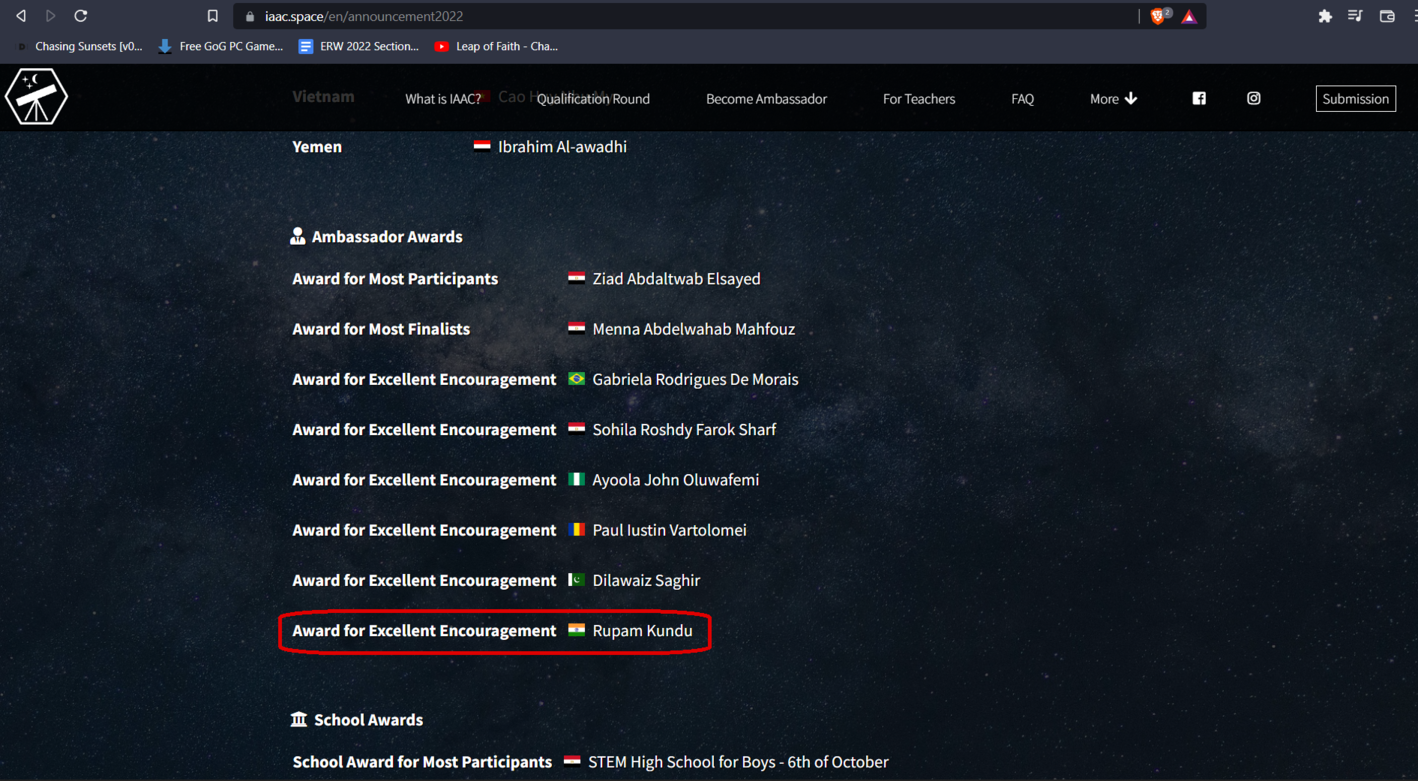 iaac.space/en/announcement2022
2
Chasing Sunsets [v0...
Free GoG PC Game...
ERW 2022 Section...
Leap of Faith - Cha...
What is IAAC?
Qualification Round
Become Ambassador
For Teachers
FAQ
More
Submission
Vietnam
Yemen Ibrahim Al-awadhi
Ambassador Awards
Award for Most Participants Ziad Abdaltwab Elsayed
Award for Most Finalists Menna Abdelwahab Mahfouz
Award for Excellent Encouragement Gabriela Rodrigues De Morais
Award for Excellent Encouragement Sohila Roshdy Farok Sharf
Award for Excellent Encouragement Ayoola John Oluwafemi
Award for Excellent Encouragement Paul Iustin Vartolomei
Award for Excellent Encouragement Dilawaiz Saghir
Award for Excellent Encouragement Rupam Kundu
School Awards
School Award for Most Participants STEM High School for Boys - 6th of October